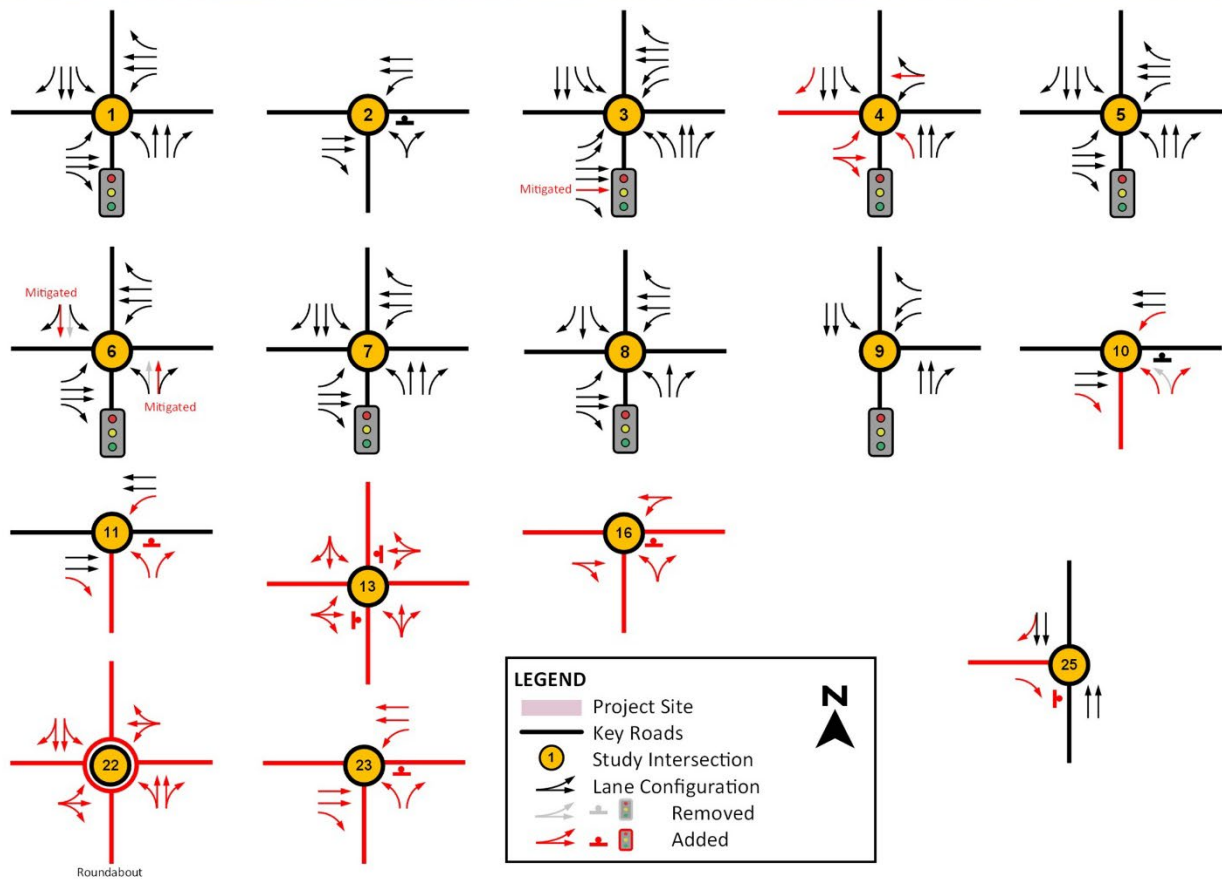 1
2
3
4
5
Mitigated
6
7
8
9
10
Mitigated
Mitigated
11
13
16
25
22
23
Roundabout
LEGEND
Project Site
Key Roads
1 Study Intersection
Lane Configuration
Removed
Added
N